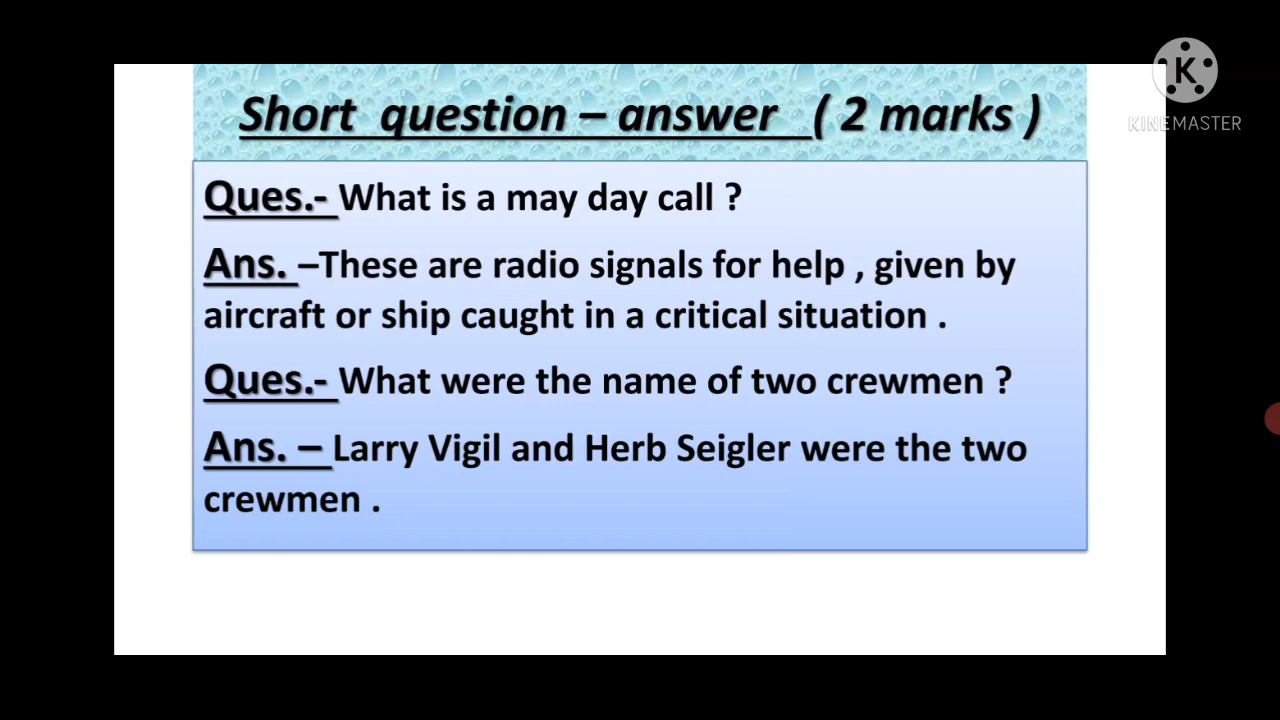 Short question – answer ( 2 marks )
K
KINEMASTER
Ques.- What is a may day call ?
Ans. –These are radio signals for help , given by
aircraft or ship caught in a critical situation .
Ques.- What were the name of two crewmen ?
Ans. – Larry Vigil and Herb Seigler were the two
crewmen .